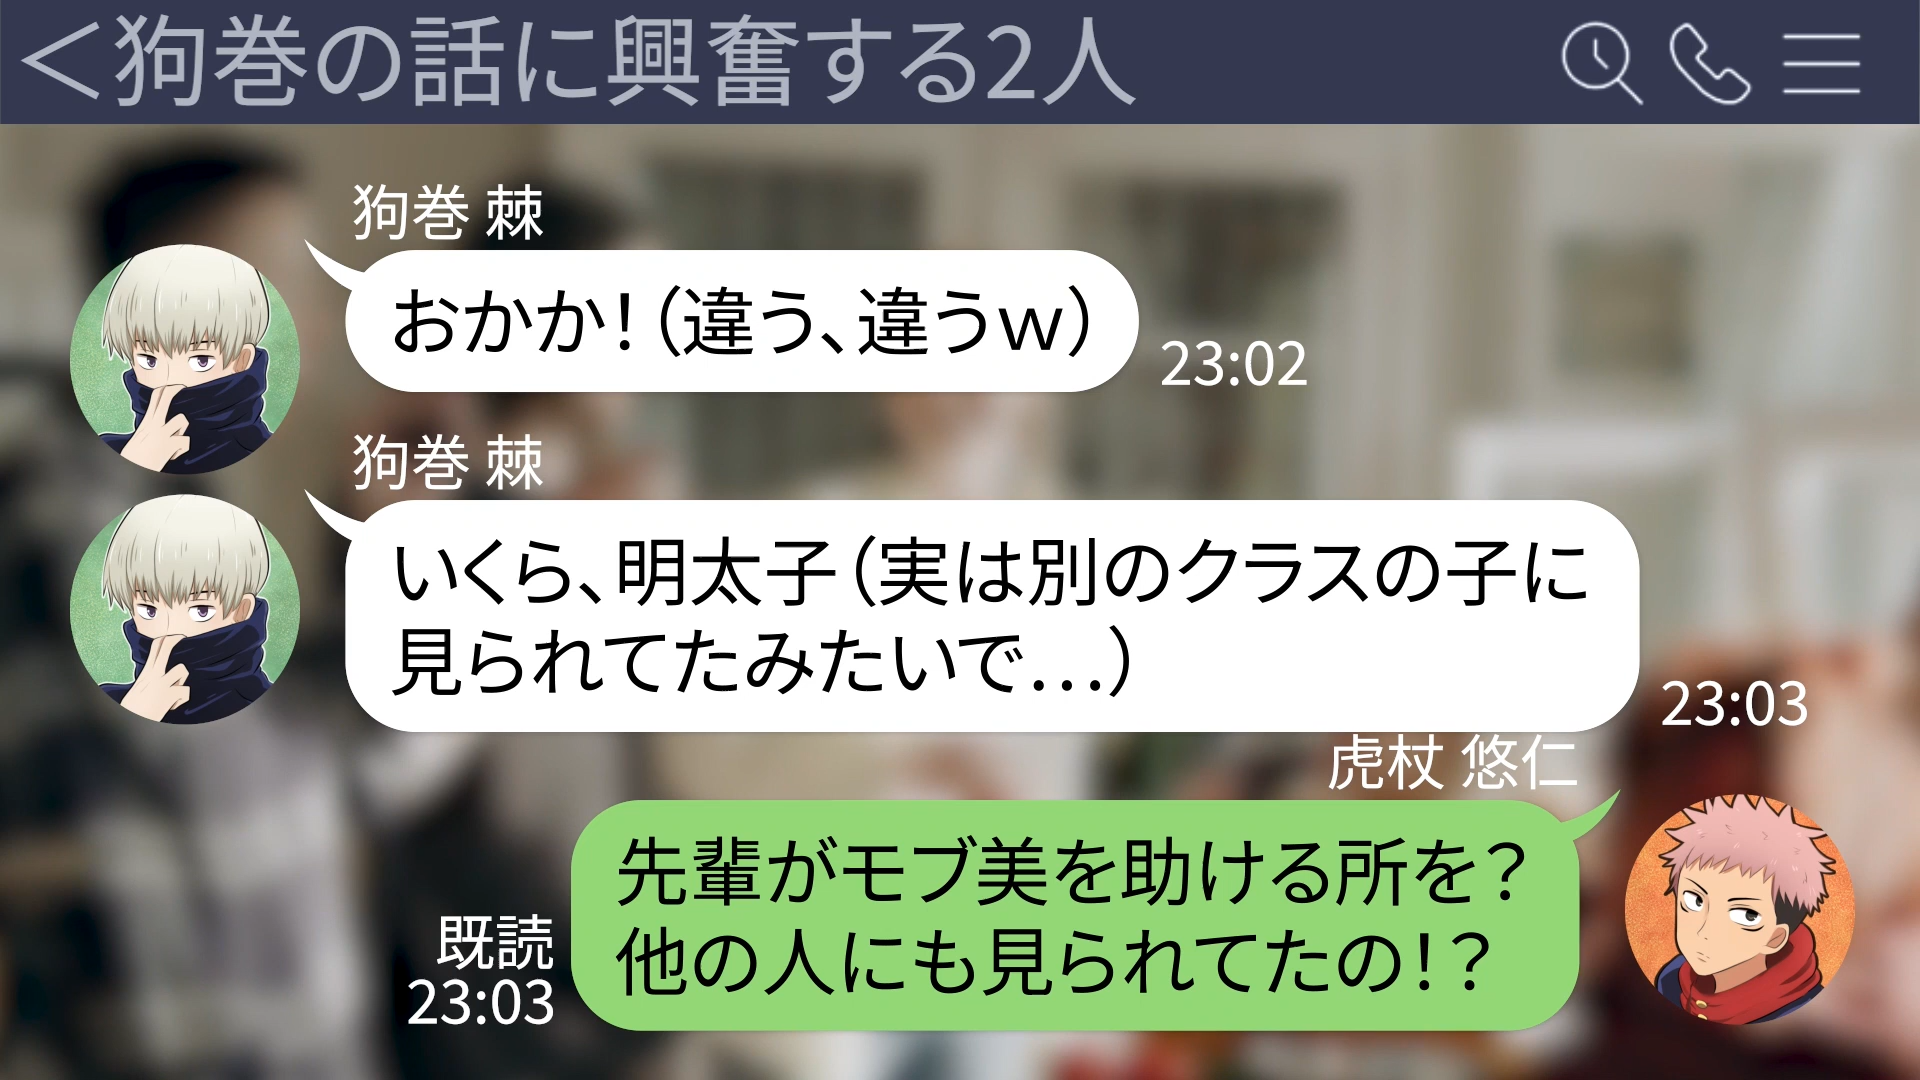 ＜狗巻の話に興奮する2人
狗巻 棘
おかか！（違う、違うｗ）
23:02
狗巻 棘
いくら、明太子（実は別のクラスの子に
見られてたみたいで…）
23:03
虎杖 悠仁
先輩がモブ美を助ける所を？
他の人にも見られてたの！？
既読
23:03